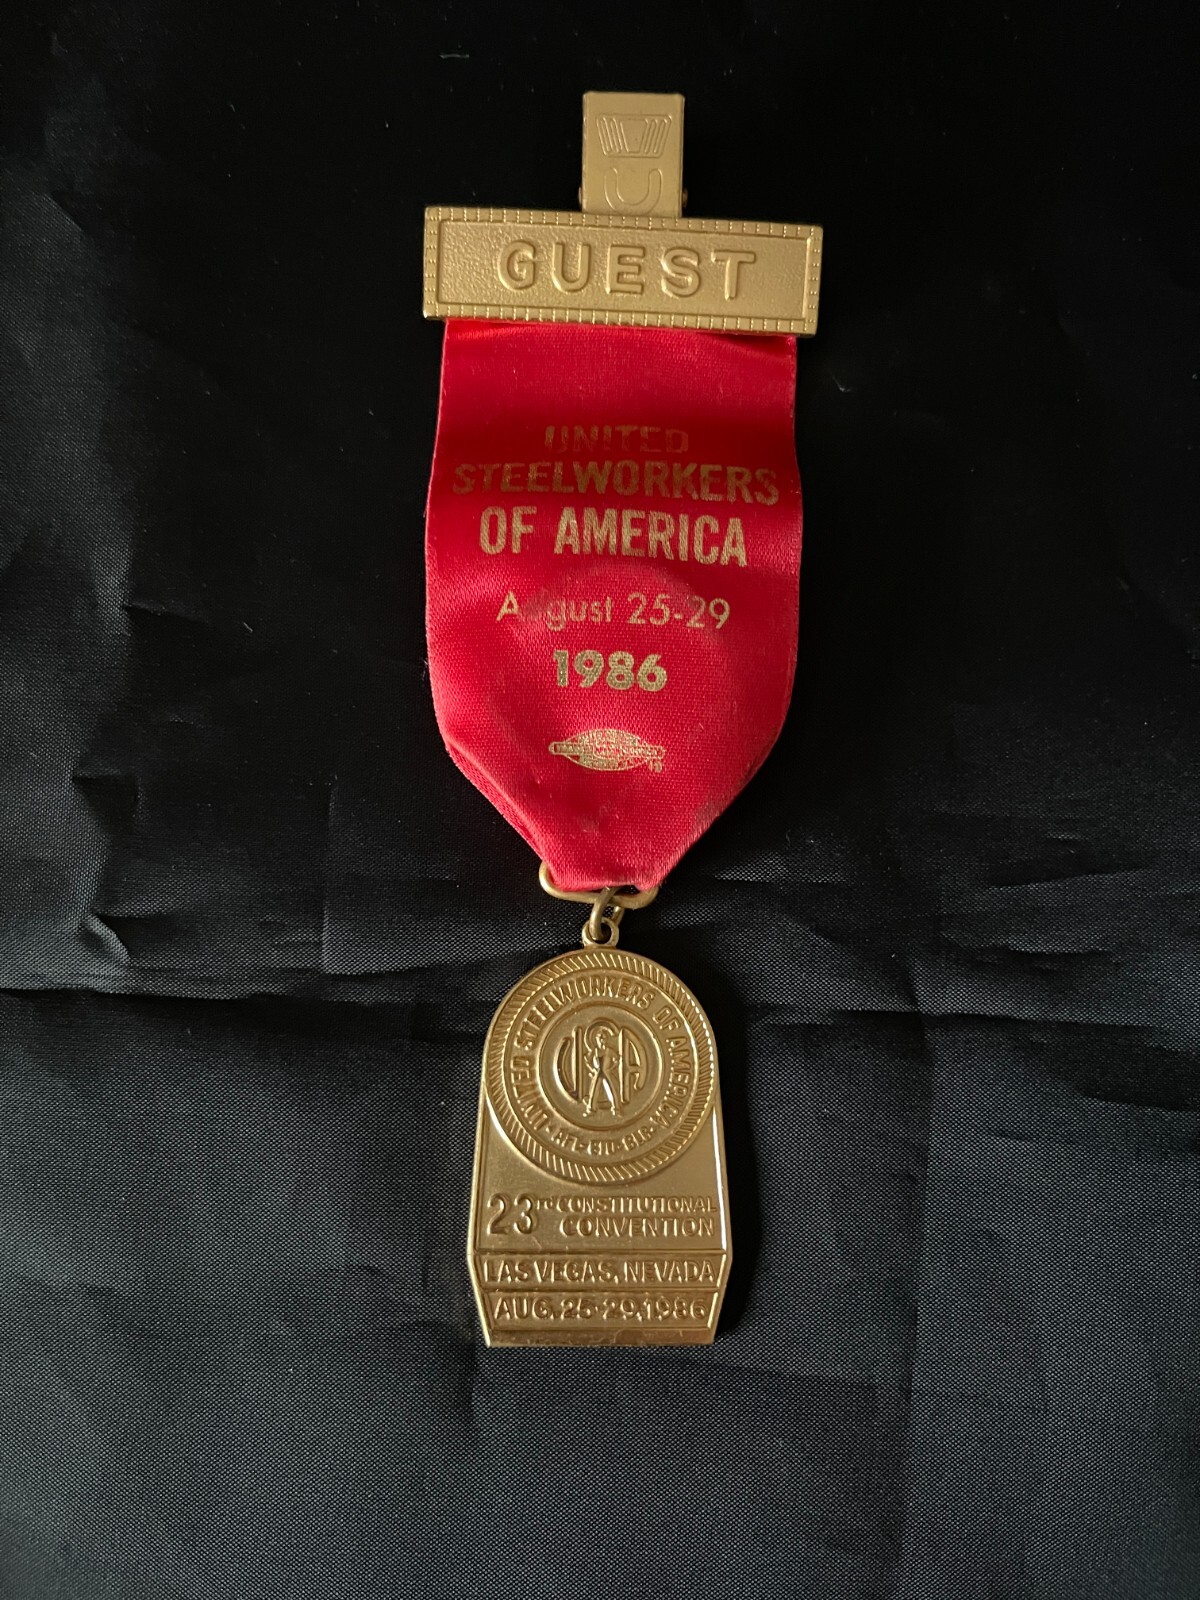 GUEST
UNITED
STEELWORKERS
OF AMERICA
August 25-29
1986
UNITED STEELWORKERS OF AMERICA
AFL-CIO-CLC
23rd CONSTITUTIONAL
CONVENTION
LAS VEGAS, NEVADA
AUG. 25-29, 1986